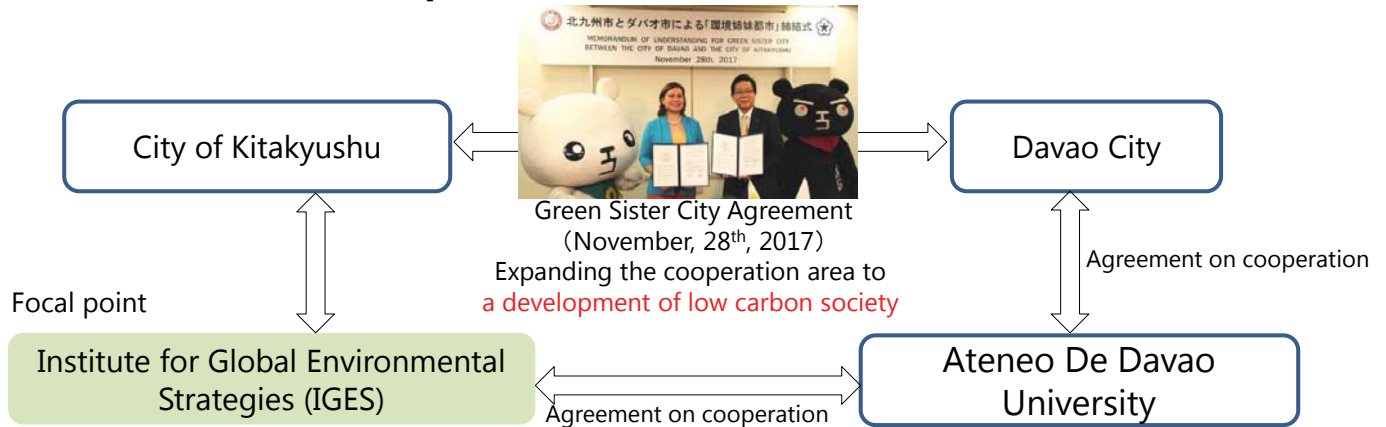 北九州市とダバオ市による「環境姉妹都市」締結式
MEMORANDUM OF UNDERSTANDING FOR GREEN SISTER CITY
BETWEEN THE CITY OF DAVAO AND THE CITY OF KITAKYUSHU
November 28th, 2017
City of Kitakyushu
Davao City
Green Sister City Agreement
（November, 28th, 2017）
Expanding the cooperation area to
a development of low carbon society
Agreement on cooperation
Focal point
Institute for Global Environmental
Strategies (IGES)
Agreement on cooperation
Ateneo De Davao
University